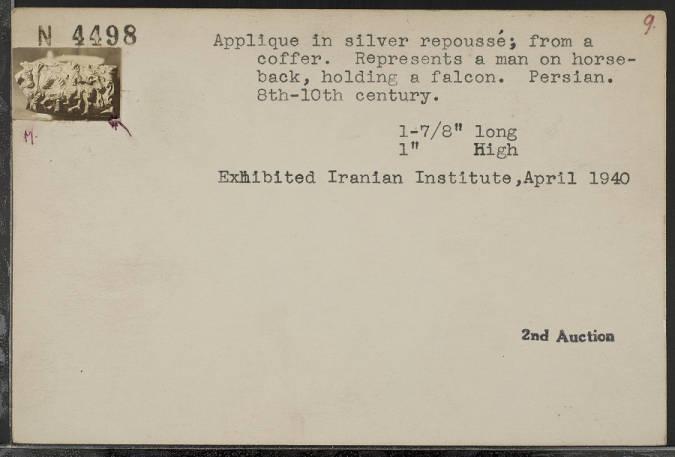 9.
N 4498
Applique in silver repoussé; from a
coffer. Represents a man on horse-
back, holding a falcon. Persian.
8th-10th century.
1-7/8" long
1" High
Exhibited Iranian Institute,April 1940
M.
2nd Auction